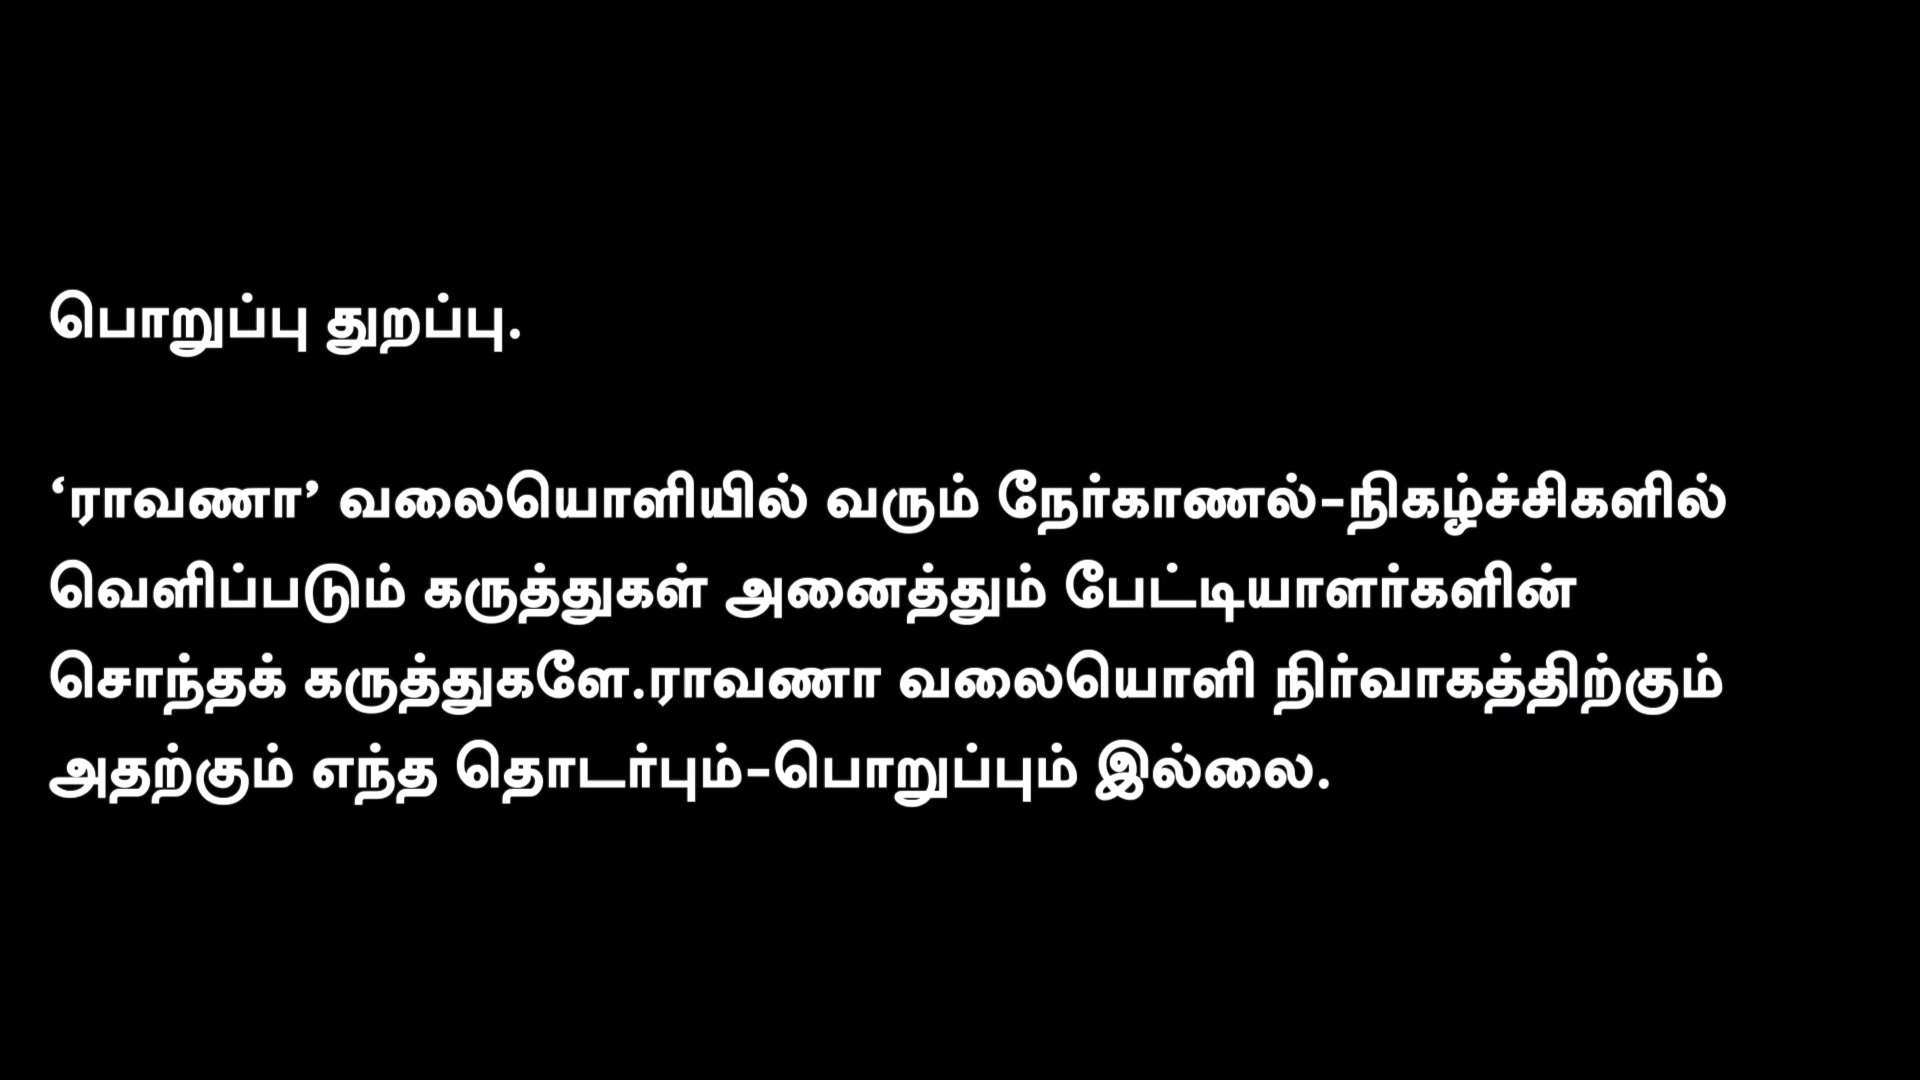 பொறுப்பு துறப்பு.
‘ராவணா’ வலையொளியில் வரும் நேர்காணல்-நிகழ்ச்சிகளில்
வெளிப்படும் கருத்துகள் அனைத்தும் பேட்டியாளர்களின்
சொந்தக் கருத்துகளே.ராவணா வலையொளி நிர்வாகத்திற்கும்
அதற்கும் எந்த தொடர்பும்-பொறுப்பும் இல்லை.